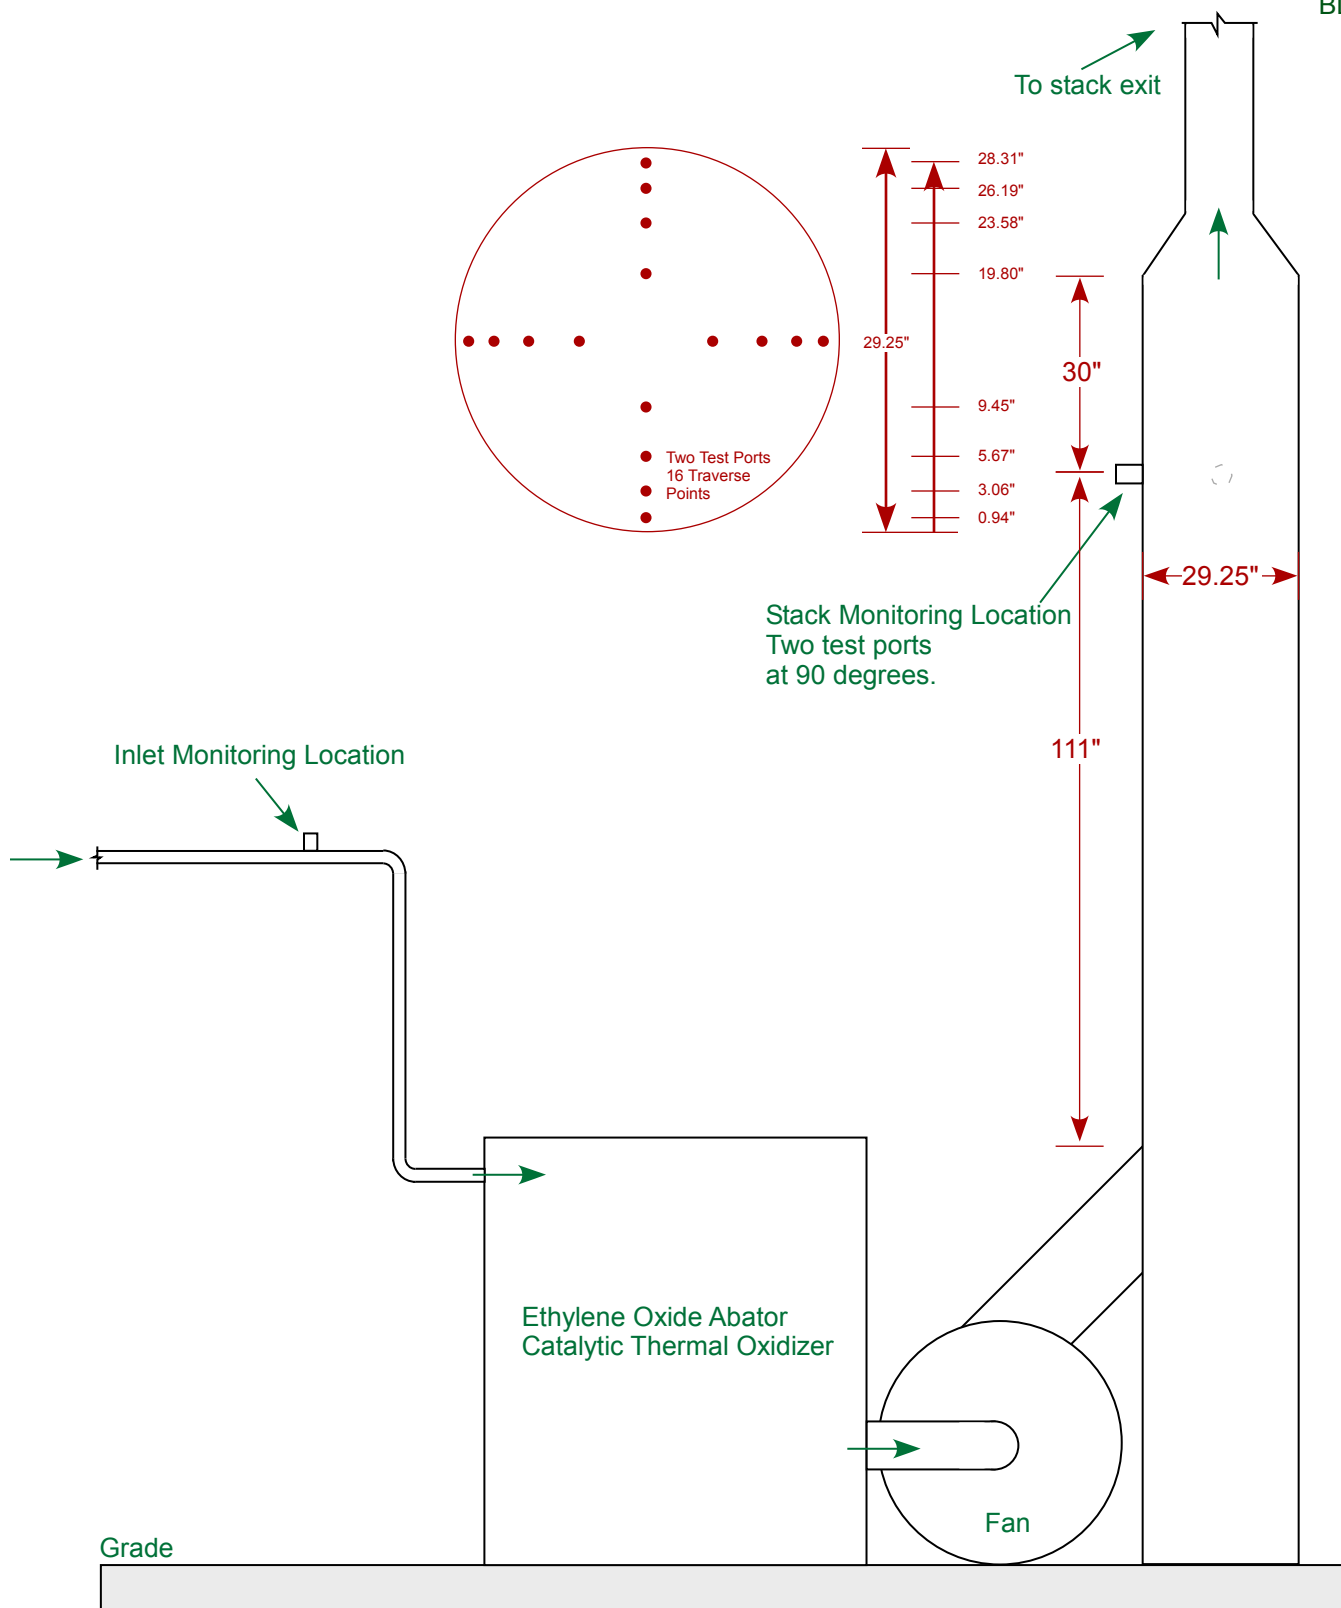 To stack exit
28.31"
26.19"
23.58"
19.80"
29.25"
9.45"
5.67"
3.06"
0.94"
Two Test Ports
16 Traverse
Points
30"
29.25"
Stack Monitoring Location
Two test ports
at 90 degrees.
111"
Inlet Monitoring Location
Ethylene Oxide Abator
Catalytic Thermal Oxidizer
Fan
Grade